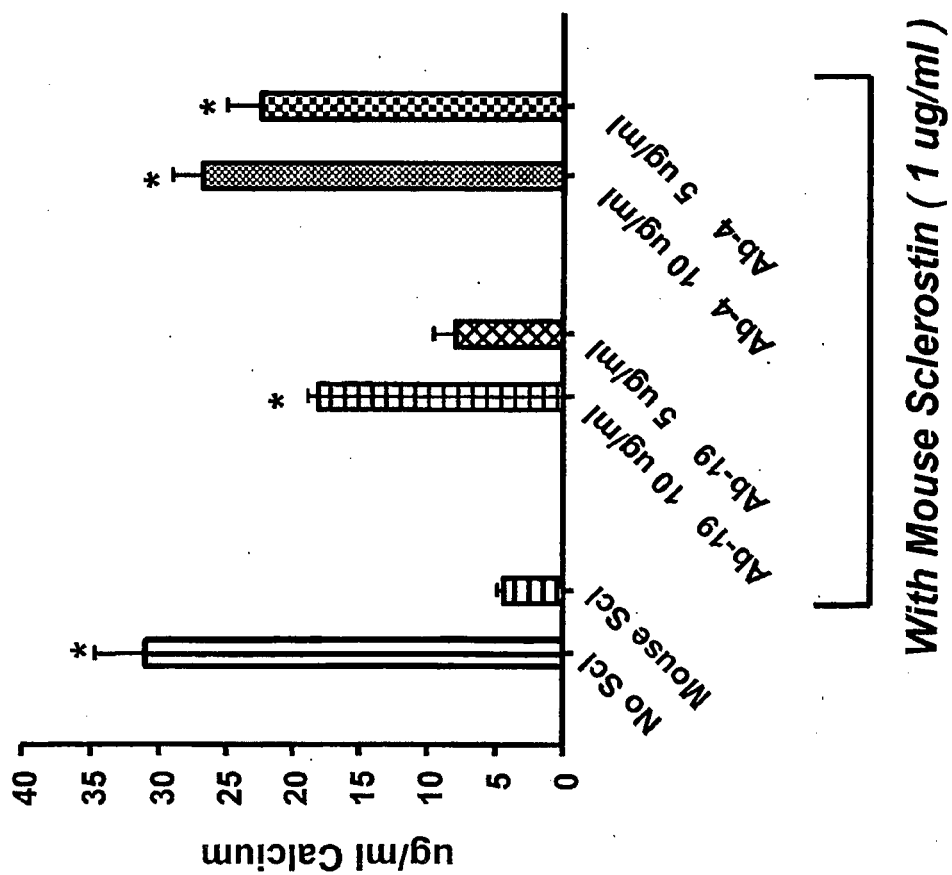 ug/ml Calcium
40
35
30
25
20
15
10
5
0
*
*
*
*
No Scl
Mouse Scl
Ab-19 10 ug/ml
Ab-19 5 ug/ml
Ab-4 10 ug/ml
Ab-4 5 ug/ml
With Mouse Sclerostin ( 1 ug/ml )